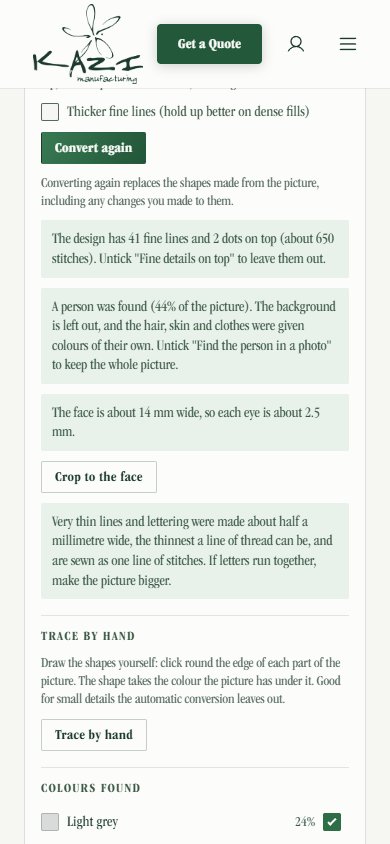 KAZI
manufacturing
Get a Quote
Thicker fine lines (hold up better on dense fills)
Convert again
Converting again replaces the shapes made from the picture,
including any changes you made to them.
The design has 41 fine lines and 2 dots on top (about 650
stitches). Untick "Fine details on top" to leave them out.
A person was found (44% of the picture). The background
is left out, and the hair, skin and clothes were given
colours of their own. Untick "Find the person in a photo"
to keep the whole picture.
The face is about 14 mm wide, so each eye is about 2.5
mm.
Crop to the face
Very thin lines and lettering were made about half a
millimetre wide, the thinnest a line of thread can be, and
are sewn as one line of stitches. If letters run together,
make the picture bigger.
TRACE BY HAND
Draw the shapes yourself: click round the edge of each part of the
picture. The shape takes the colour the picture has under it. Good
for small details the automatic conversion leaves out.
Trace by hand
COLOURS FOUND
Light grey 24%